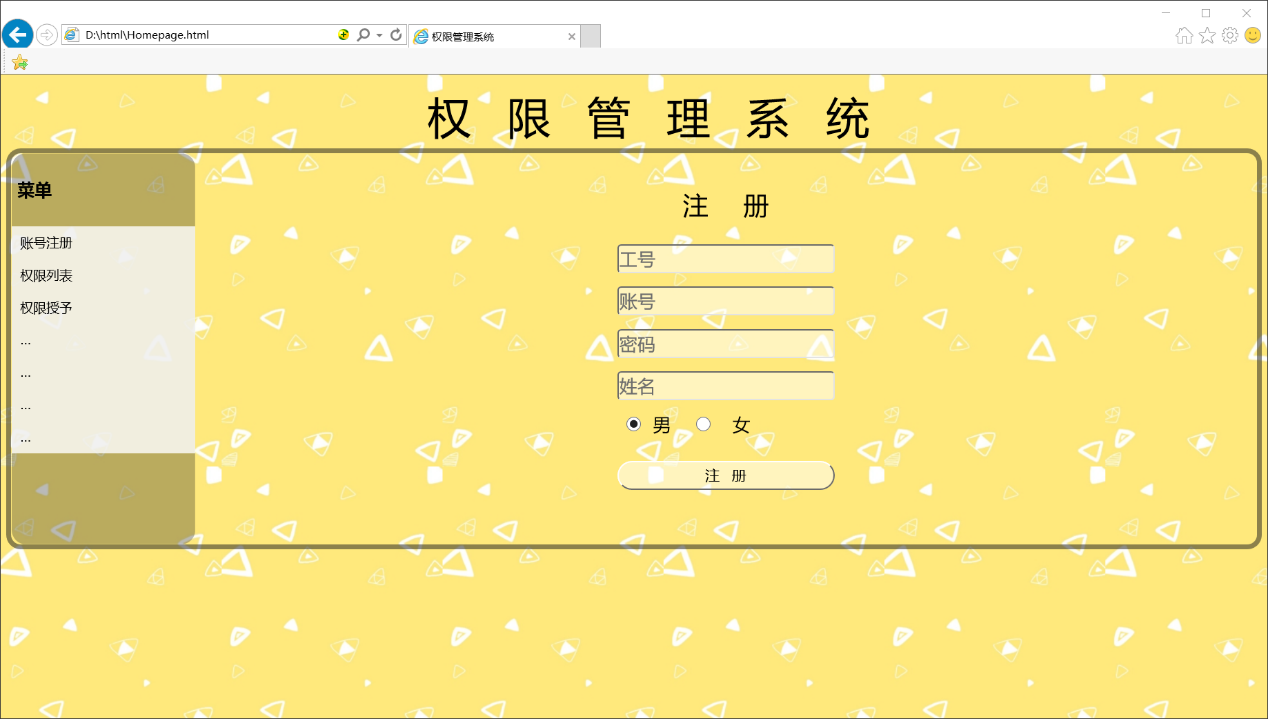 D:\html\Homepage.html
权限管理系统
权限管理系统
菜单
账号注册
权限列表
权限授予
...
...
...
...
注 册
工号
账号
密码
姓名
男 女
注 册